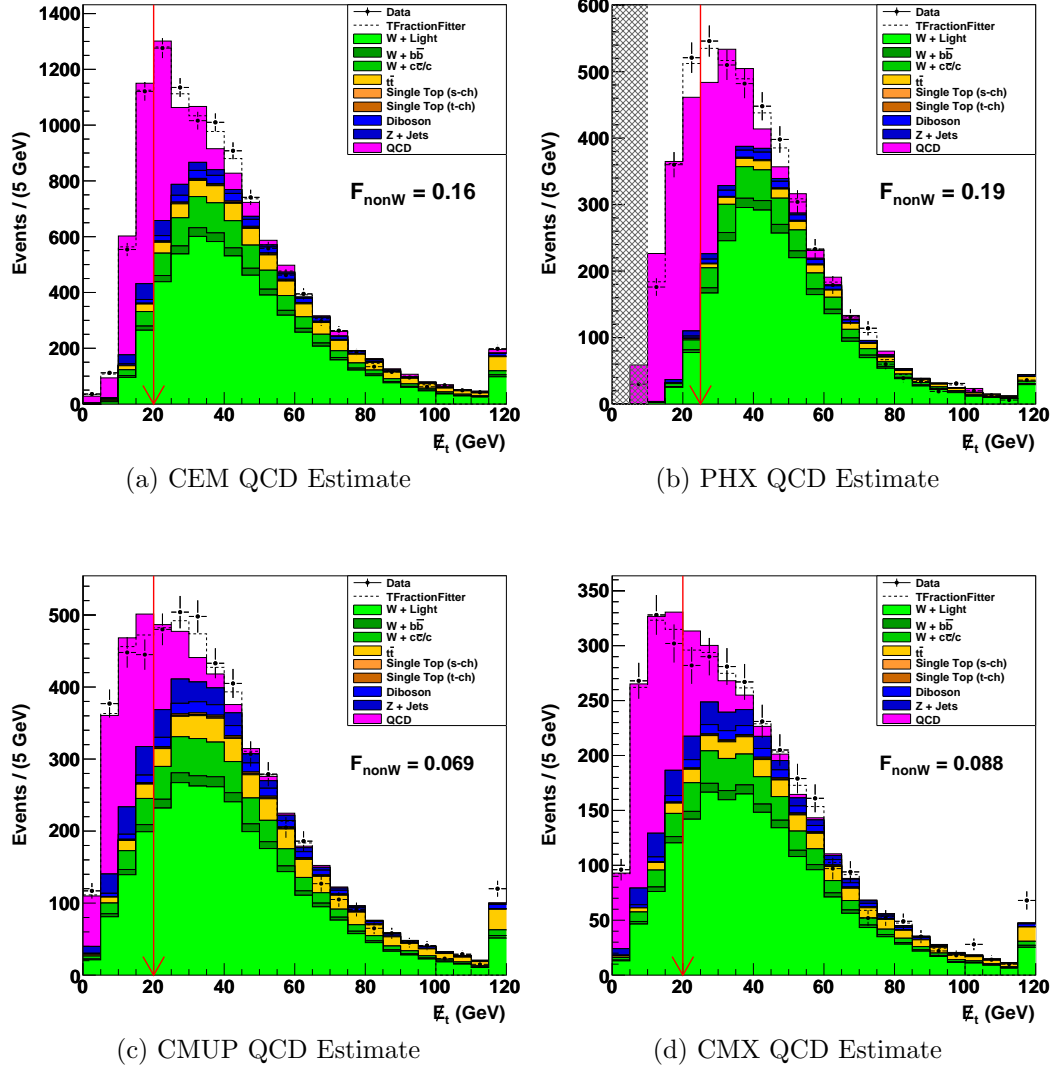 Events / (5 GeV)
1400
1200
1000
800
600
400
200
0
Data
TFractionFitter
W + Light
W + bb̅
W + cc̅/c
tt̅
Single Top (s-ch)
Single Top (t-ch)
Diboson
Z + Jets
QCD
F_nonW = 0.16
0 20 40 60 80 100 120
E̸_t (GeV)
(a) CEM QCD Estimate
Events / (5 GeV)
600
500
400
300
200
100
0
Data
TFractionFitter
W + Light
W + bb̅
W + cc̅/c
tt̅
Single Top (s-ch)
Single Top (t-ch)
Diboson
Z + Jets
QCD
F_nonW = 0.19
0 20 40 60 80 100 120
E̸_t (GeV)
(b) PHX QCD Estimate
Events / (5 GeV)
500
400
300
200
100
0
Data
TFractionFitter
W + Light
W + bb̅
W + cc̅/c
tt̅
Single Top (s-ch)
Single Top (t-ch)
Diboson
Z + Jets
QCD
F_nonW = 0.069
0 20 40 60 80 100 120
E̸_t (GeV)
(c) CMUP QCD Estimate
Events / (5 GeV)
350
300
250
200
150
100
50
0
Data
TFractionFitter
W + Light
W + bb̅
W + cc̅/c
tt̅
Single Top (s-ch)
Single Top (t-ch)
Diboson
Z + Jets
QCD
F_nonW = 0.088
0 20 40 60 80 100 120
E̸_t (GeV)
(d) CMX QCD Estimate